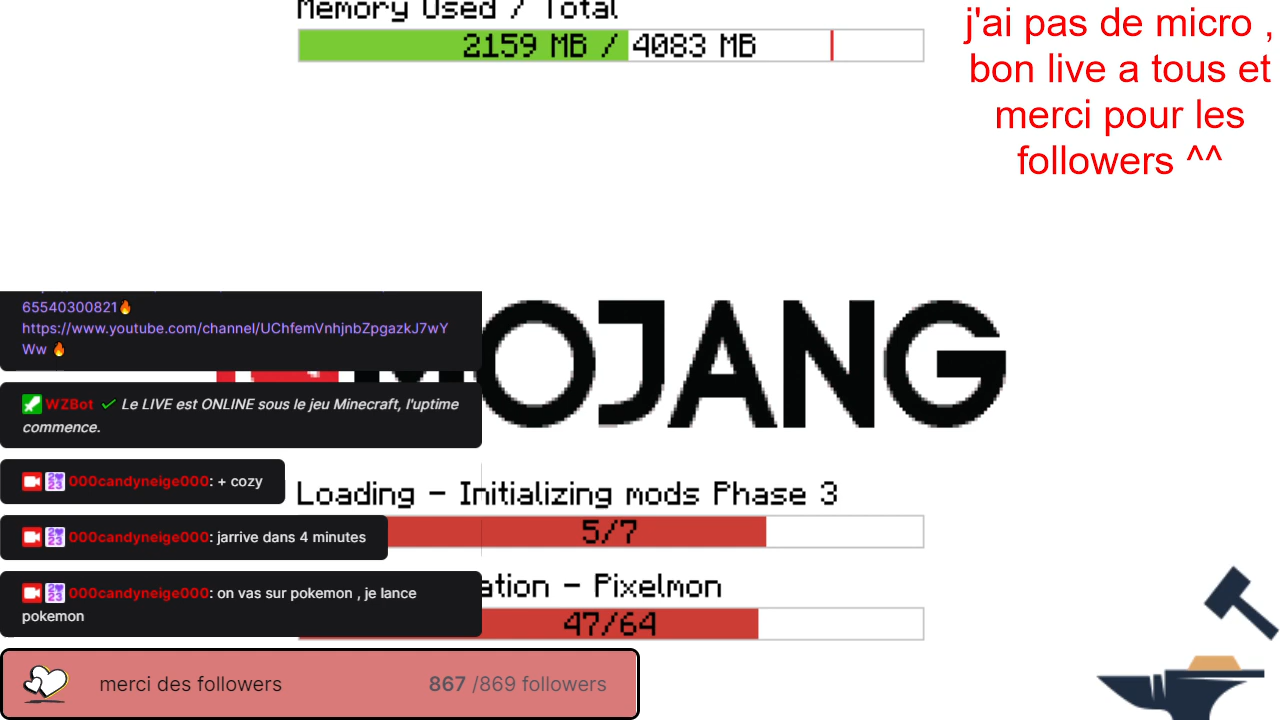 Memory Used / Total
2159 MB / 4083 MB
j'ai pas de micro ,
bon live a tous et
merci pour les
followers ^^
65540300821🔥
https://www.youtube.com/channel/UChfemVnhjnbZpgazkJ7wY
Ww 🔥
MOJANG
WZBot ✓ Le LIVE est ONLINE sous le jeu Minecraft, l'uptime
commence.
000candyneige000: + cozy
Loading - Initializing mods Phase 3
5/7
000candyneige000: jarrive dans 4 minutes
ation - Pixelmon
47/64
000candyneige000: on vas sur pokemon , je lance
pokemon
merci des followers 867 /869 followers